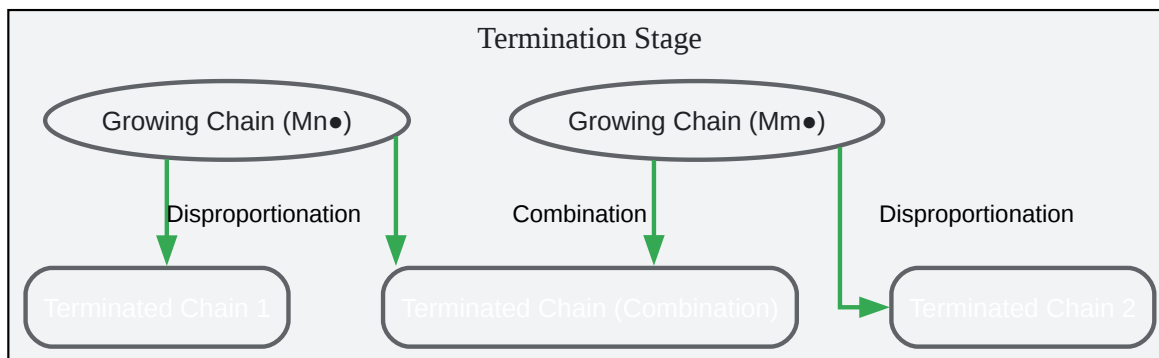 Termination Stage
Growing Chain (Mn●)
Growing Chain (Mm●)
Disproportionation
Combination
Disproportionation
Terminated Chain 1
Terminated Chain (Combination)
Terminated Chain 2